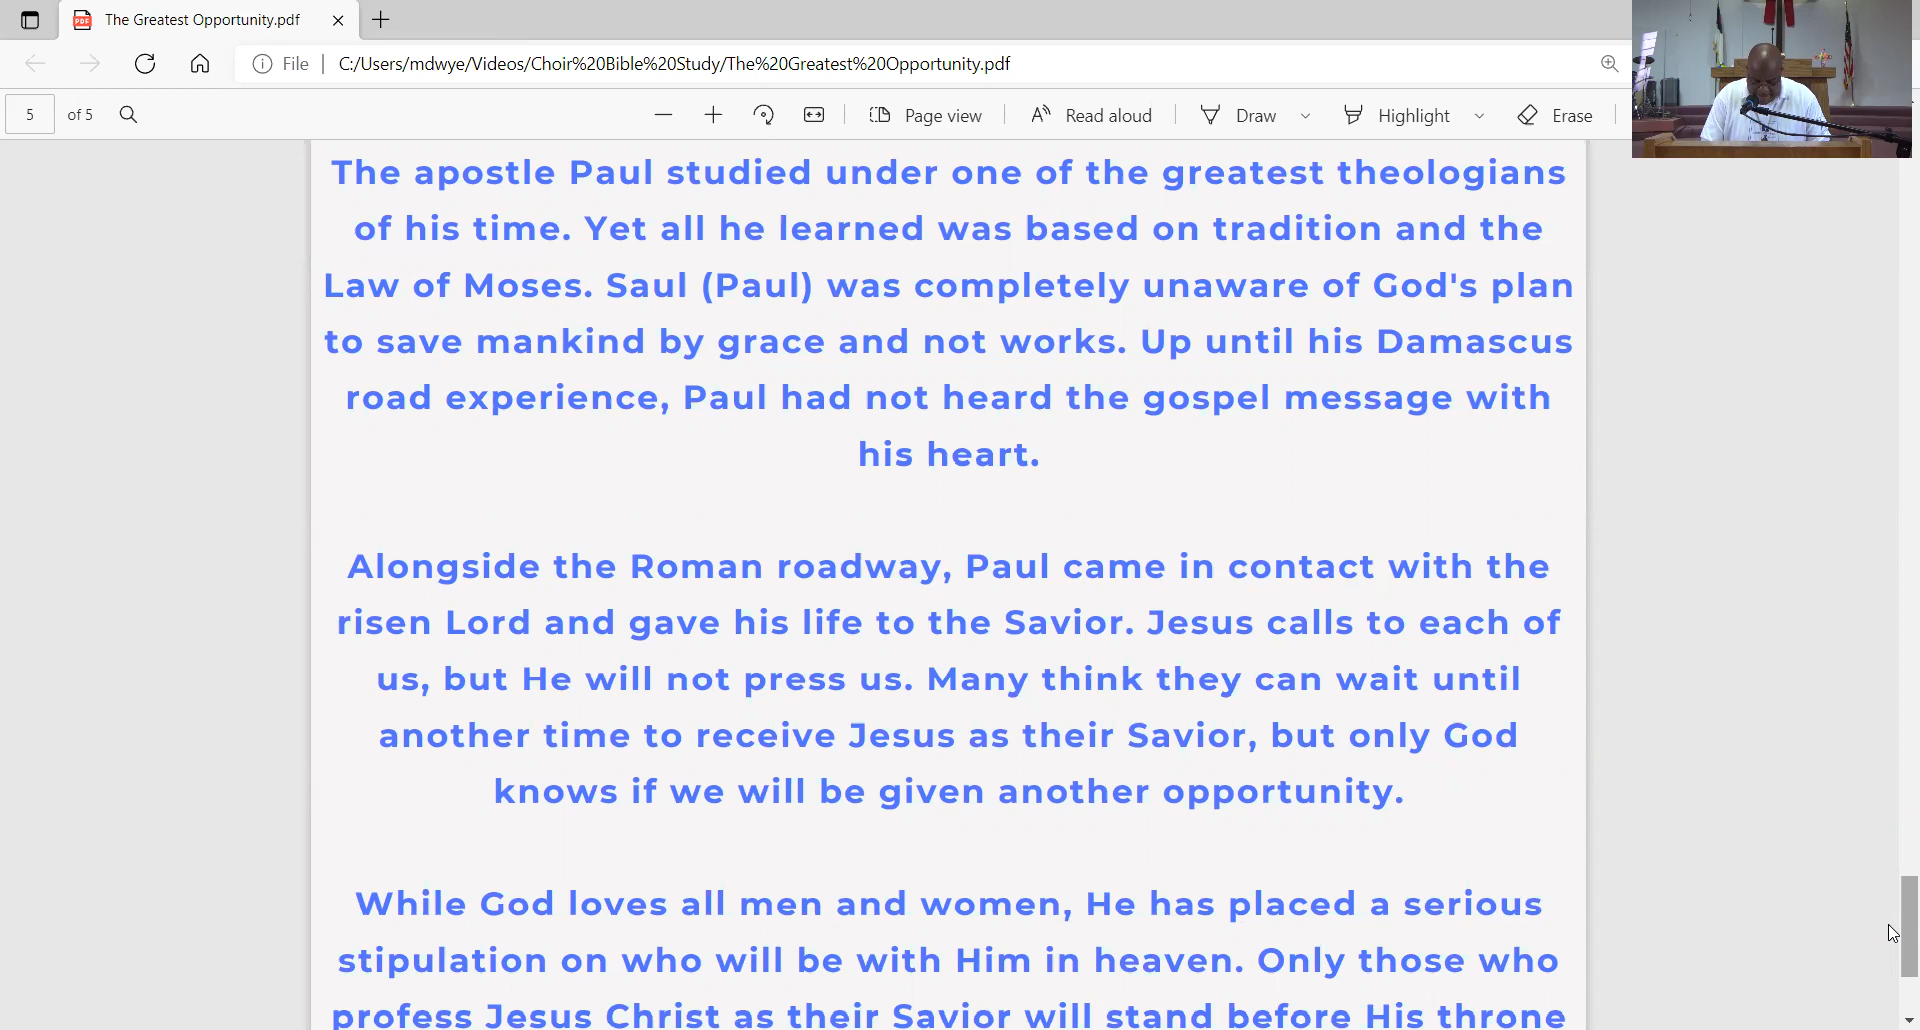 The Greatest Opportunity.pdf
File
C:/Users/mdwye/Videos/Choir%20Bible%20Study/The%20Greatest%20Opportunity.pdf
5 of 5
Page view
Read aloud
Draw
Highlight
Erase
The apostle Paul studied under one of the greatest theologians
of his time. Yet all he learned was based on tradition and the
Law of Moses. Saul (Paul) was completely unaware of God's plan
to save mankind by grace and not works. Up until his Damascus
road experience, Paul had not heard the gospel message with
his heart.
Alongside the Roman roadway, Paul came in contact with the
risen Lord and gave his life to the Savior. Jesus calls to each of
us, but He will not press us. Many think they can wait until
another time to receive Jesus as their Savior, but only God
knows if we will be given another opportunity.
While God loves all men and women, He has placed a serious
stipulation on who will be with Him in heaven. Only those who
profess Jesus Christ as their Savior will stand before His throne